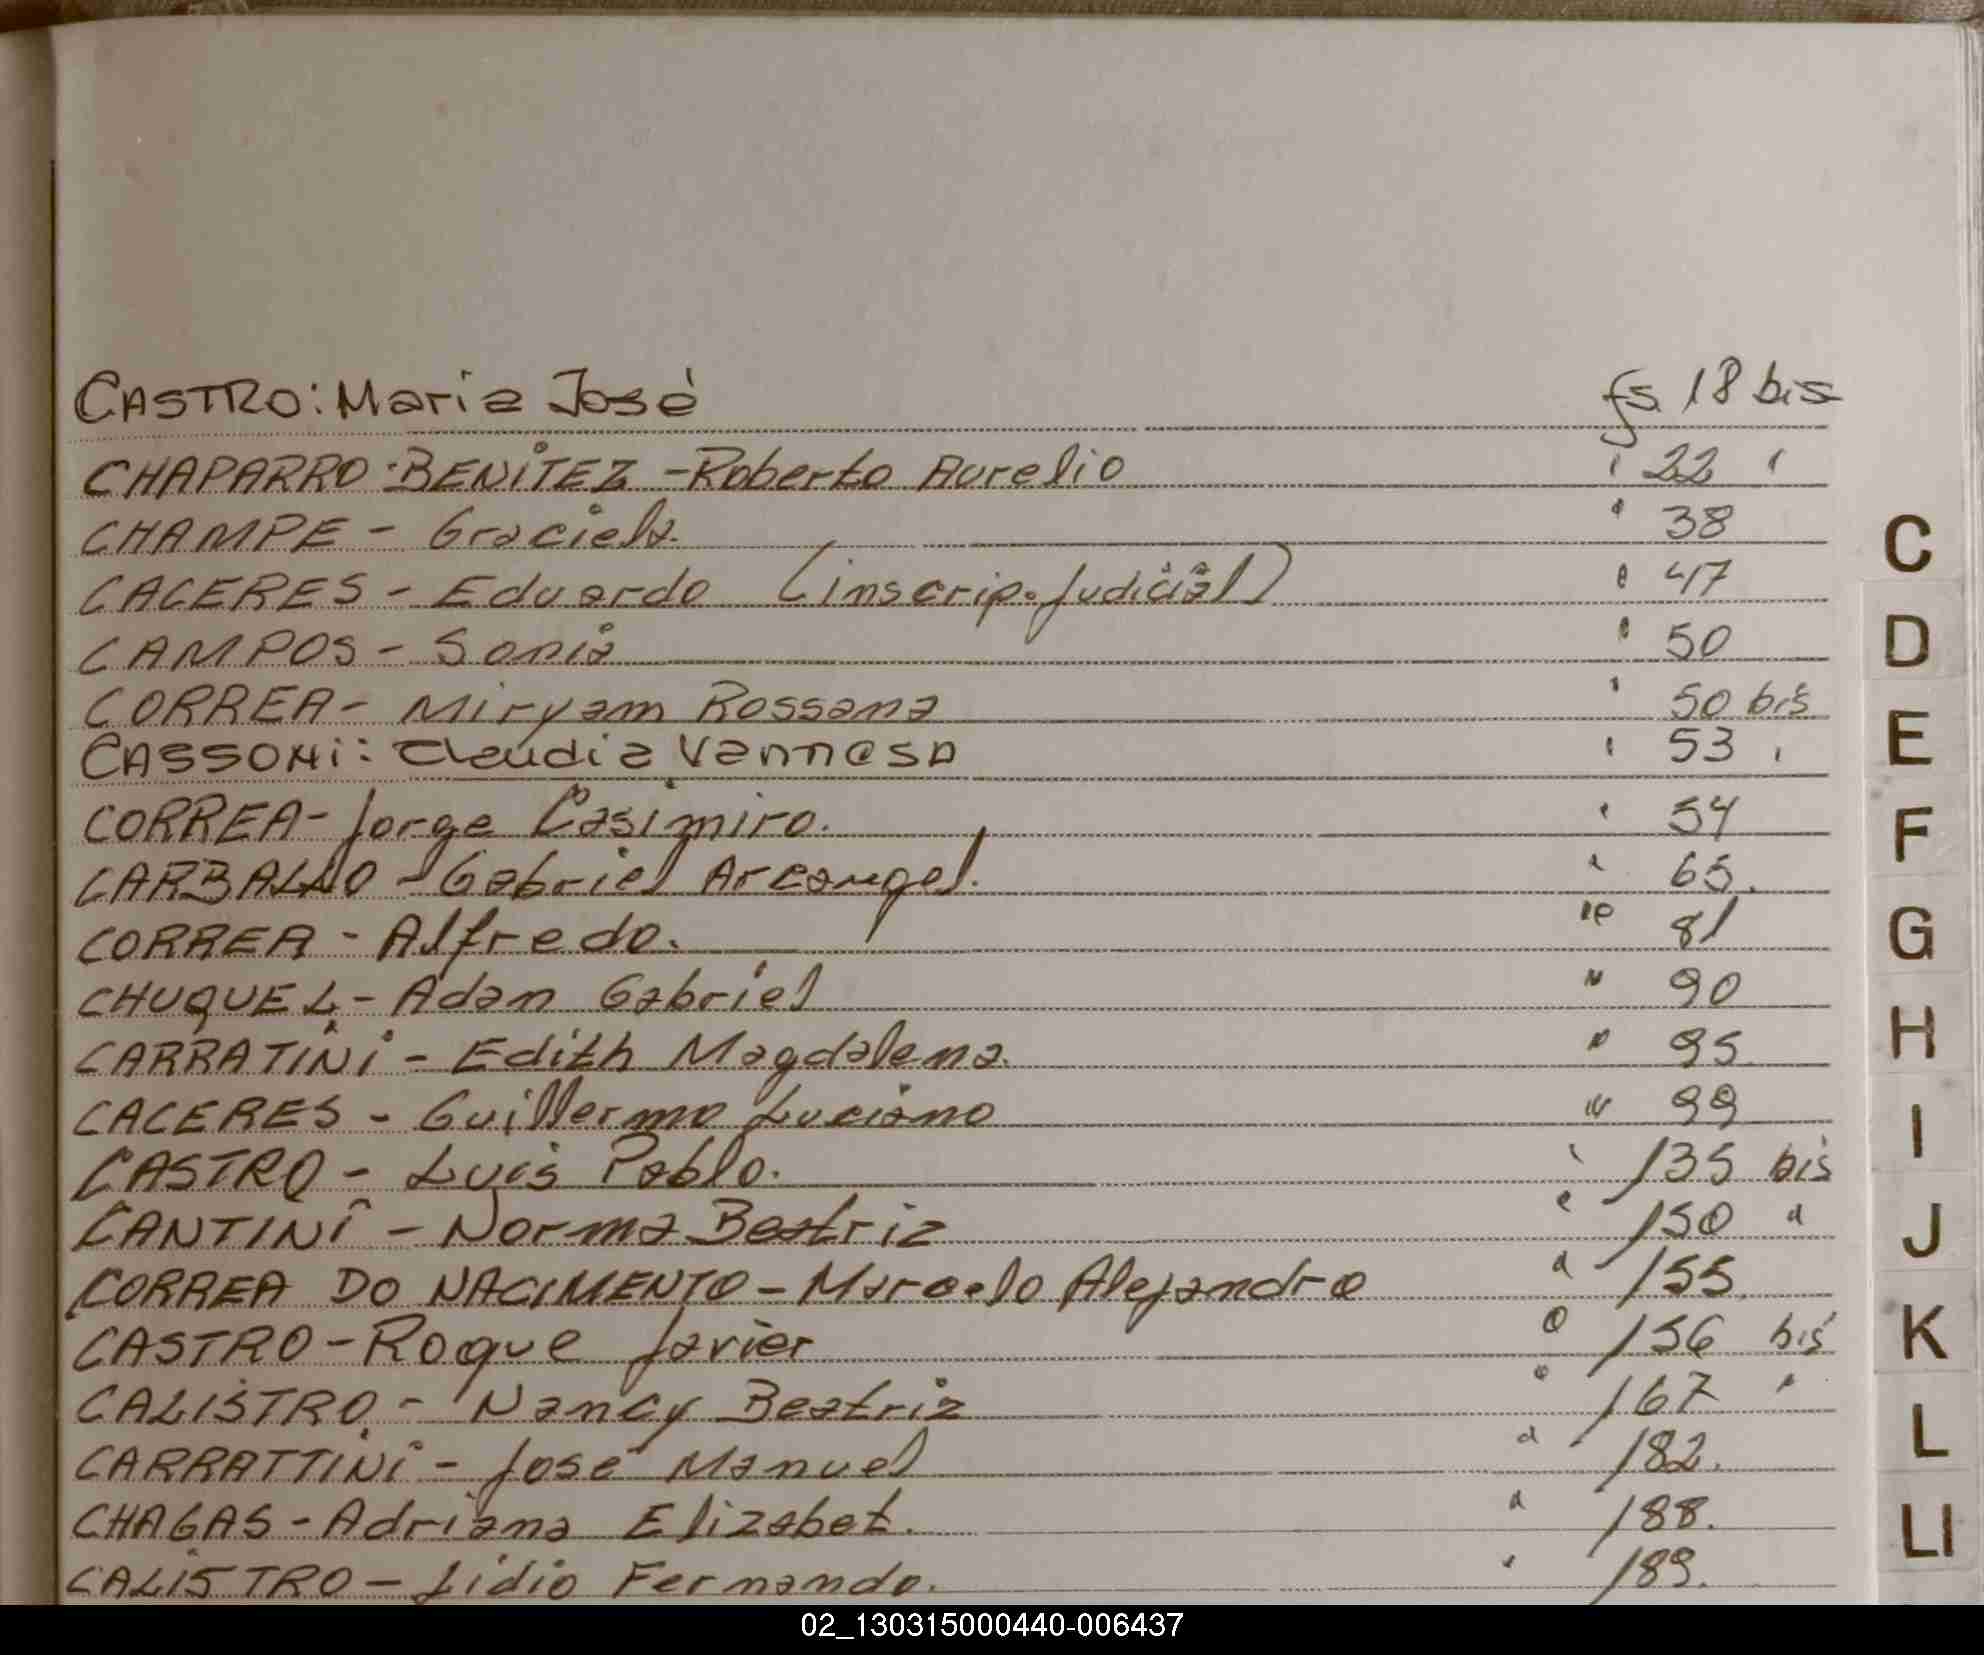 CASTRO: Maria José fs. 18 bis
CHAPARRO BENITEZ - Roberto Aurelio " 22 "
CHAMPE - Graciela. " 38
CACERES - Eduardo (inscrip. Judicial) " 47
CAMPOS - Sonia " 50
CORREA - Miryam Rossana " 50 bis
CASSONI: Claudia Vannesa " 53 "
CORREA - Jorge Casimiro. " 54
CARBALLO - Gabriel Arcangel. " 65.
CORREA - Alfredo. " 81
CHUQUEL - Adan Gabriel " 90
CARRATINI - Edith Magdalena. " 95
CACERES - Guillermo Luciano " 99
CASTRO - Luis Pablo. " 135 bis
CANTINI - Norma Beatriz " 150 "
CORREA DO NACIMENTO - Marcelo Alejandro " 155.
CASTRO - Roque Javier " 156 bis
CALISTRO - Nancy Beatriz " 167 "
CARRATTINI - José Manuel " 182.
CHAGAS - Adriana Elizabet. " 188.
CALISTRO - Lidio Fernando. " 189.
C
D
E
F
G
H
I
J
K
L
LI
02_130315000440-006437